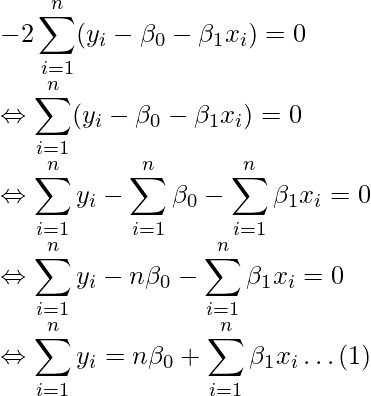 $-2\sum_{i=1}^{n}(y_i - \beta_0 - \beta_1 x_i) = 0$
$\Leftrightarrow \sum_{i=1}^{n}(y_i - \beta_0 - \beta_1 x_i) = 0$
$\Leftrightarrow \sum_{i=1}^{n} y_i - \sum_{i=1}^{n} \beta_0 - \sum_{i=1}^{n} \beta_1 x_i = 0$
$\Leftrightarrow \sum_{i=1}^{n} y_i - n\beta_0 - \sum_{i=1}^{n} \beta_1 x_i = 0$
$\Leftrightarrow \sum_{i=1}^{n} y_i = n\beta_0 + \sum_{i=1}^{n} \beta_1 x_i \ldots (1)$